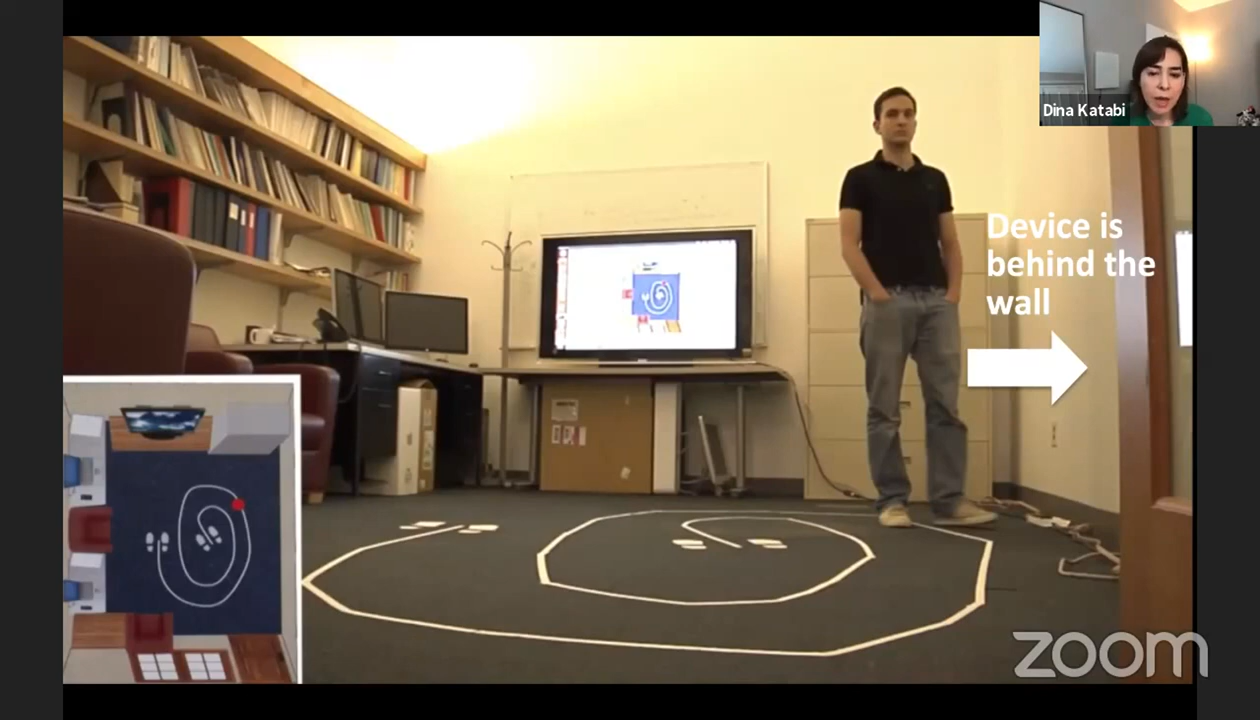 Dina Katabi
Device is
behind the
wall
zoom